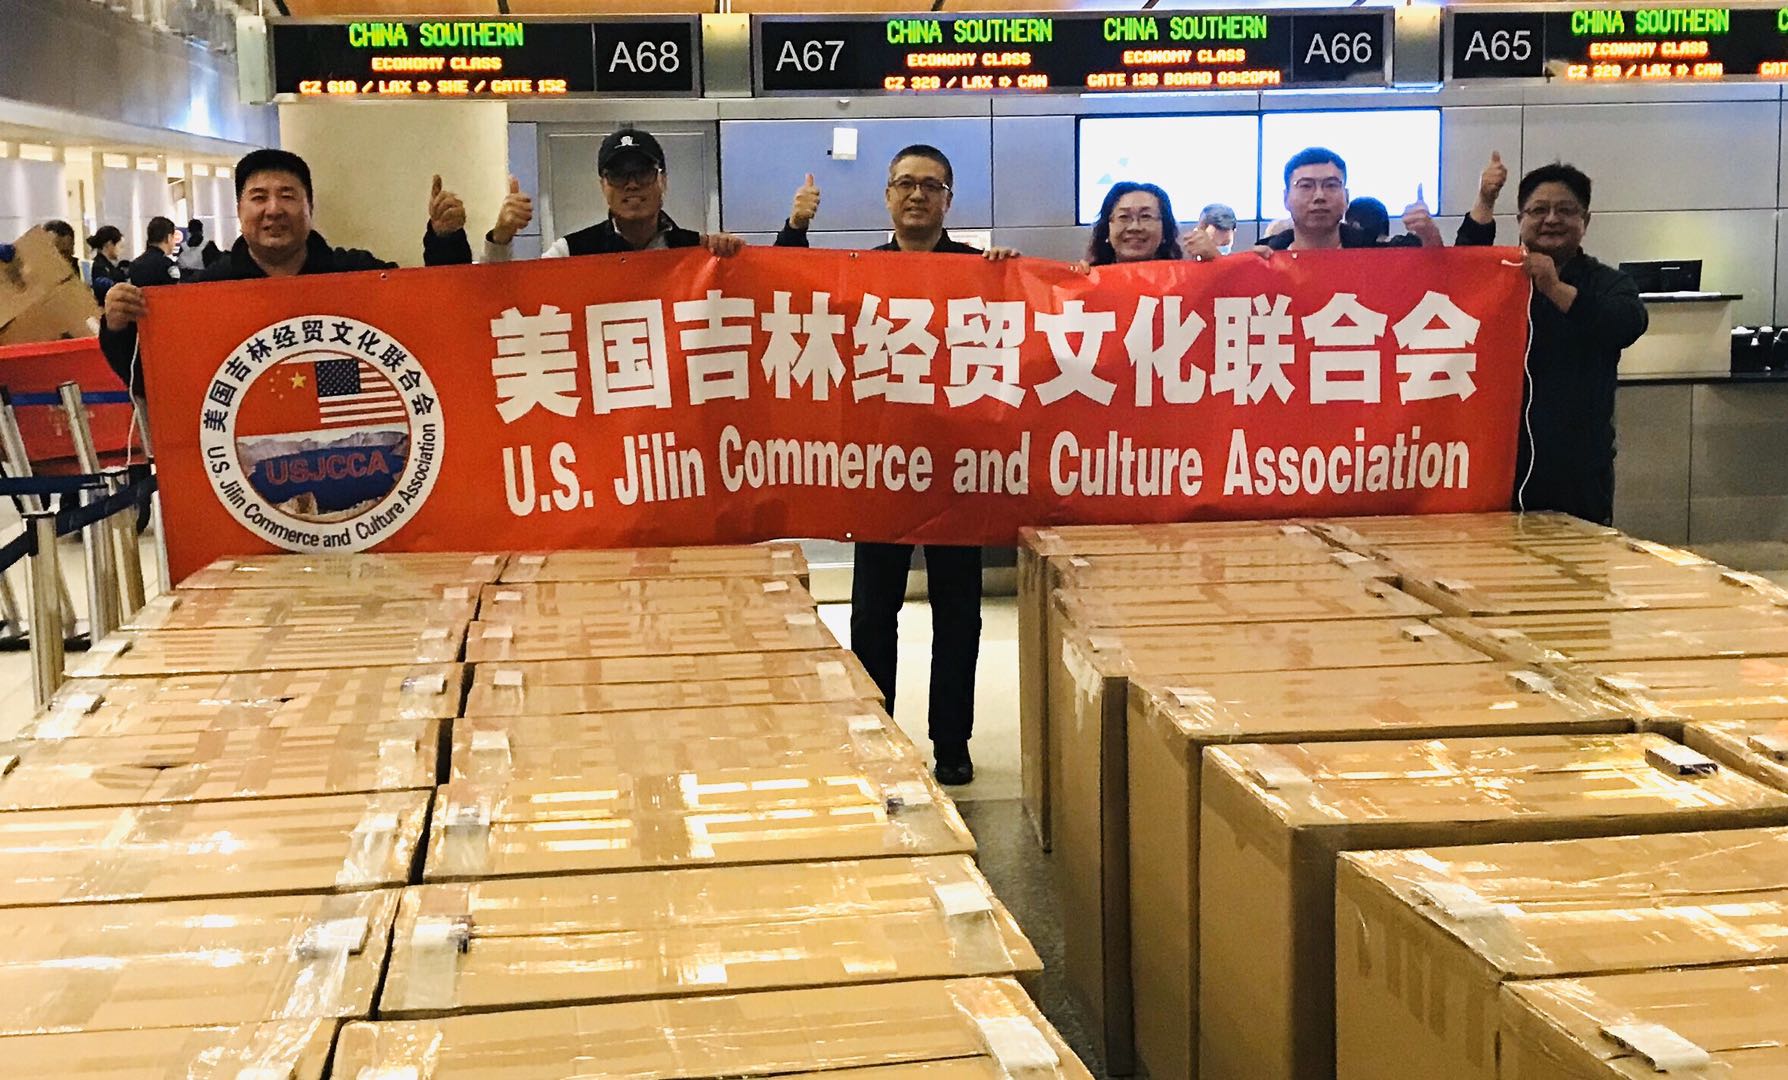 CHINA SOUTHERN
ECONOMY CLASS
CZ 610 / LAX ⇨ SHE / GATE 152
A68
A67
CHINA SOUTHERN
ECONOMY CLASS
CZ 328 / LAX ⇨ CAN
CHINA SOUTHERN
ECONOMY CLASS
GATE 136 BOARD 09:20PM
A66
A65
CHINA SOUTHERN
ECONOMY CLASS
CZ 328 / LAX ⇨ CAN
美国吉林经贸文化联合会
U.S. Jilin Commerce and Culture Association
美国吉林经贸文化联合会
USJCCA
U.S. Jilin Commerce and Culture Association